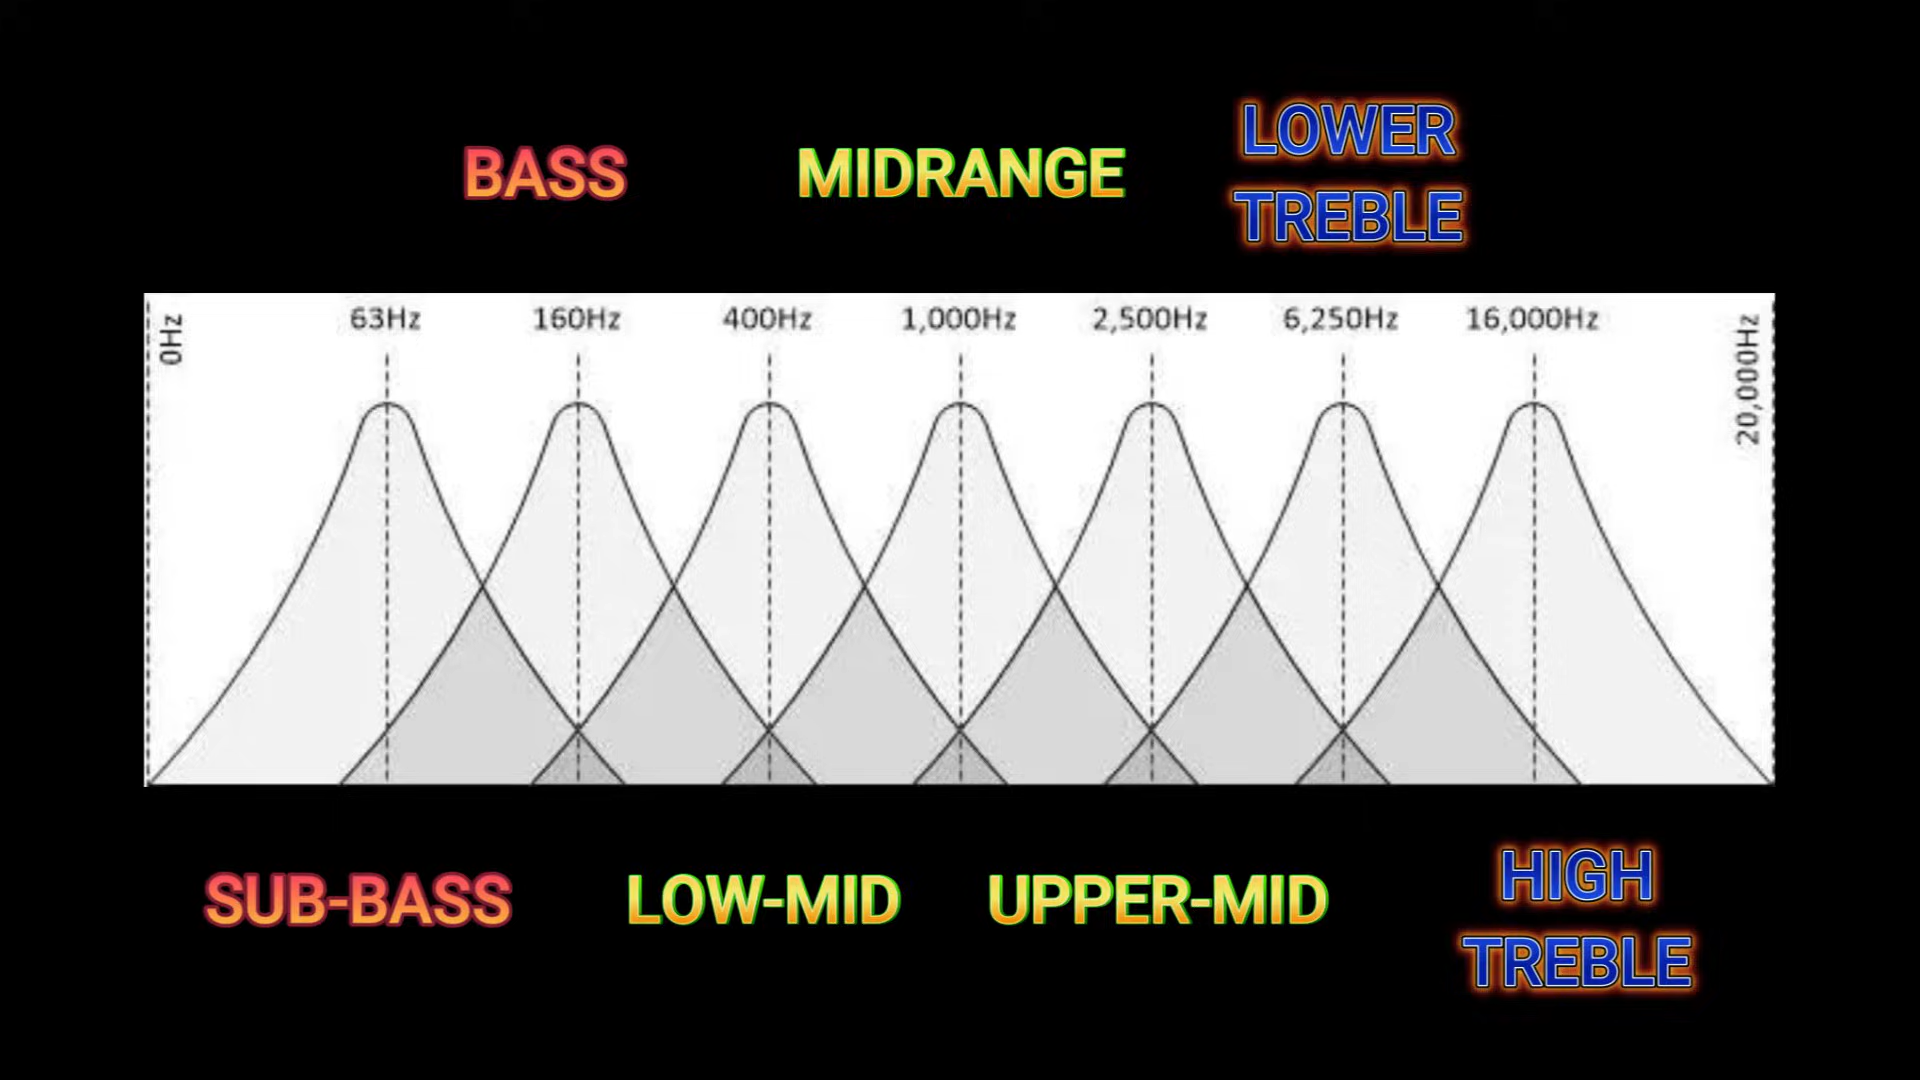 BASS
MIDRANGE
LOWER
TREBLE
0Hz
63Hz
160Hz
400Hz
1,000Hz
2,500Hz
6,250Hz
16,000Hz
20,000Hz
SUB-BASS
LOW-MID
UPPER-MID
HIGH
TREBLE